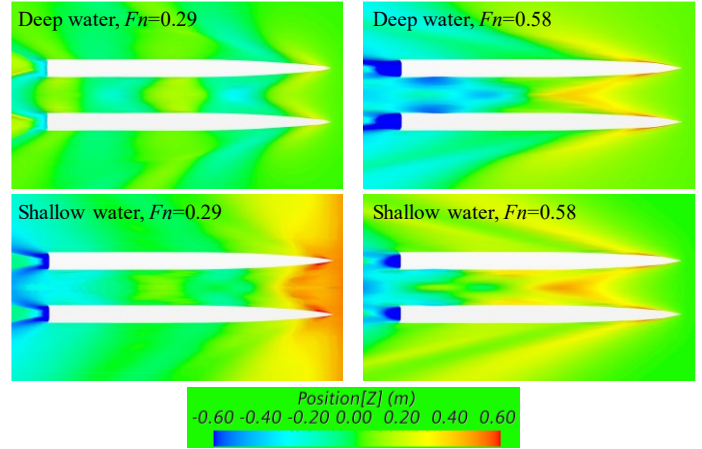 Deep water, Fn=0.29
Deep water, Fn=0.58
Shallow water, Fn=0.29
Shallow water, Fn=0.58
Position[Z] (m)
-0.60 -0.40 -0.20 0.00 0.20 0.40 0.60